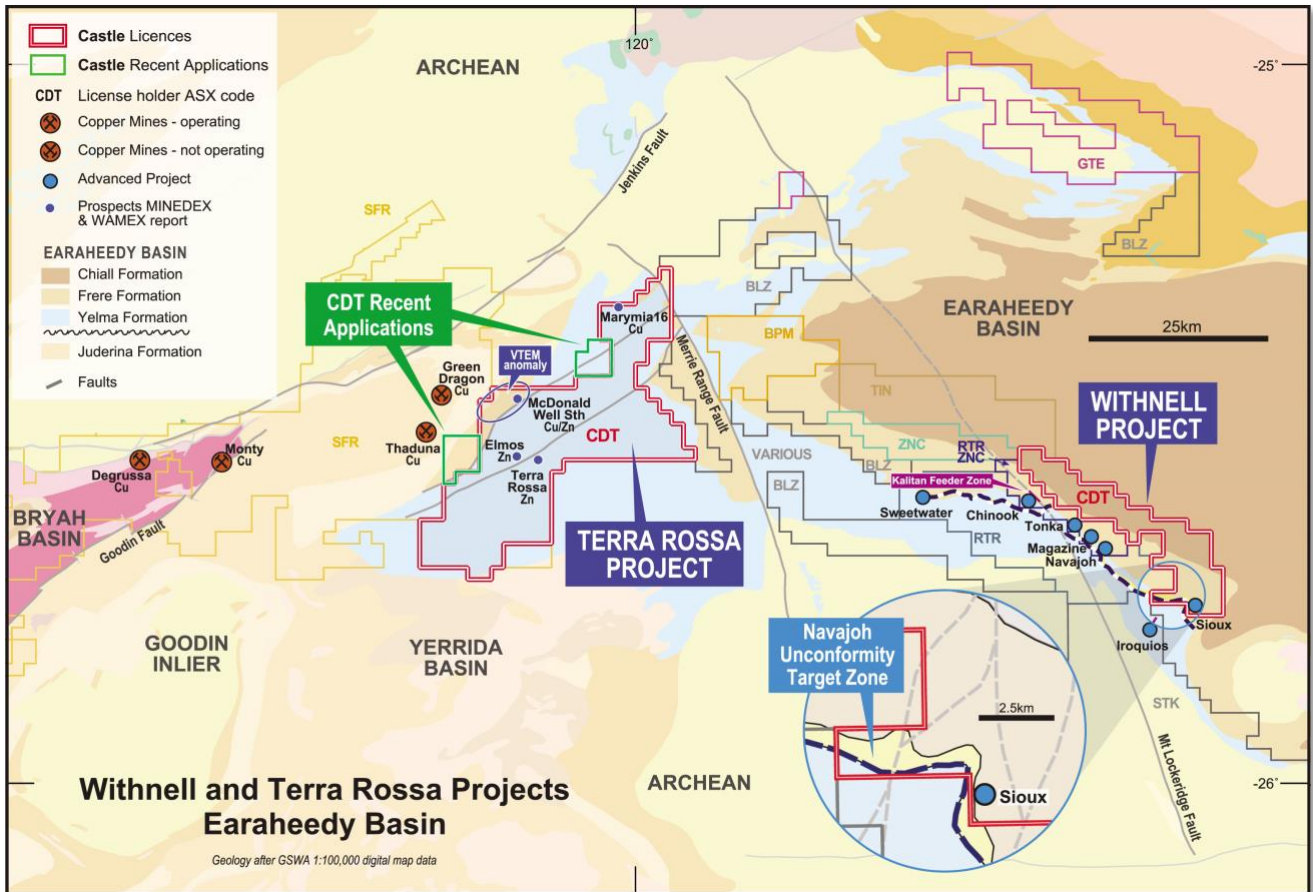 Castle Licences
Castle Recent Applications
CDT License holder ASX code
Copper Mines - operating
Copper Mines - not operating
Advanced Project
Prospects MINEDEX
& WAMEX report
EARAHEEDY BASIN
Chiall Formation
Frere Formation
Yelma Formation
Juderina Formation
Faults
120°
-25°
ARCHEAN
Jenkins Fault
GTE
BLZ
SFR
CDT Recent
Applications
Marymia16
Cu
BLZ
EARAHEEDY
BASIN
25km
BPM
Merrie Range Fault
VTEM
anomaly
Green
Dragon
Cu
McDonald
Well Sth
Cu/Zn
CDT
TIN
WITHNELL
PROJECT
SFR
Thaduna
Cu
Elmos
Zn
Terra
Rossa
Zn
ZNC
RTR
ZNC
VARIOUS
BLZ
BLZ
Kalitan Feeder Zone
CDT
Degrussa
Cu
Monty
Cu
Sweetwater
Chinook
Tonka
RTR
Magazine
Navajoh
BRYAH
BASIN
Goodin Fault
TERRA ROSSA
PROJECT
Sioux
Iroquios
GOODIN
INLIER
YERRIDA
BASIN
Navajoh
Unconformity
Target Zone
2.5km
STK
Mt Lockeridge Fault
Sioux
ARCHEAN
-26°
Withnell and Terra Rossa Projects
Earaheedy Basin
Geology after GSWA 1:100,000 digital map data